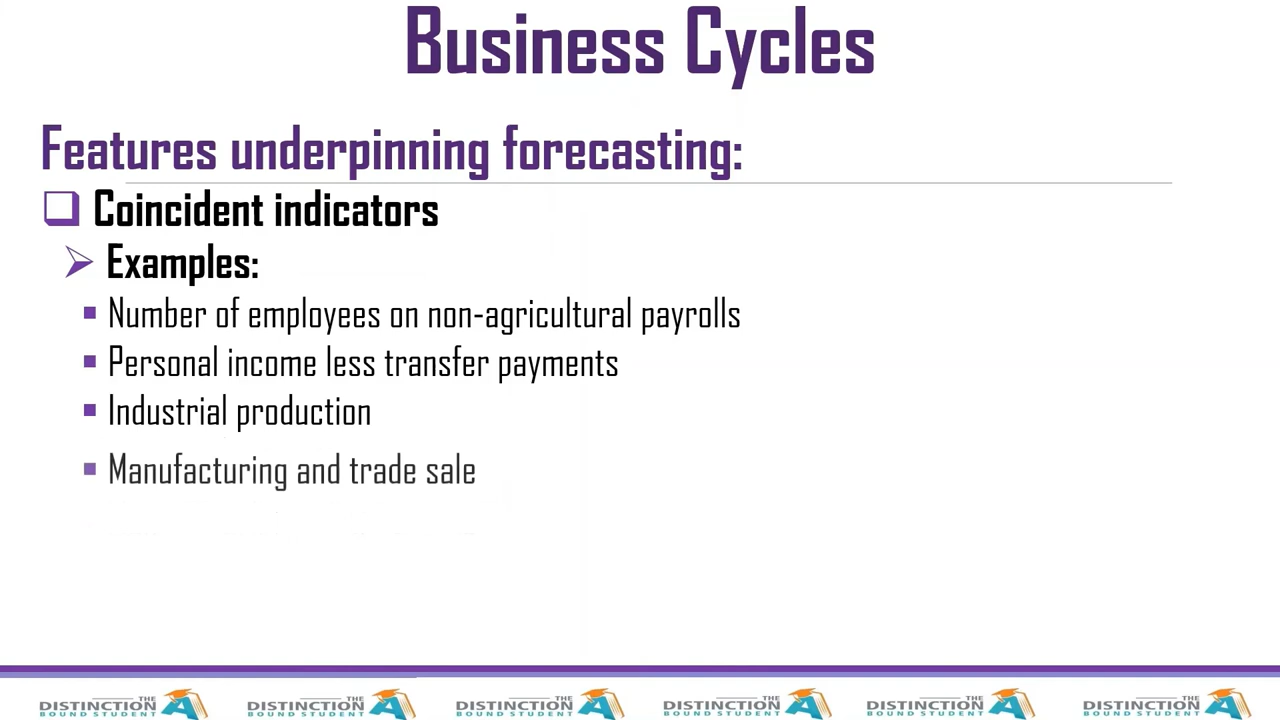 Business Cycles
Features underpinning forecasting:
Coincident indicators
Examples:
Number of employees on non-agricultural payrolls
Personal income less transfer payments
Industrial production
Manufacturing and trade sale
THE DISTINCTION BOUND STUDENT
THE DISTINCTION BOUND STUDENT
THE DISTINCTION BOUND STUDENT
THE DISTINCTION BOUND STUDENT
THE DISTINCTION BOUND STUDENT
THE DISTINCTION BOUND STUDENT